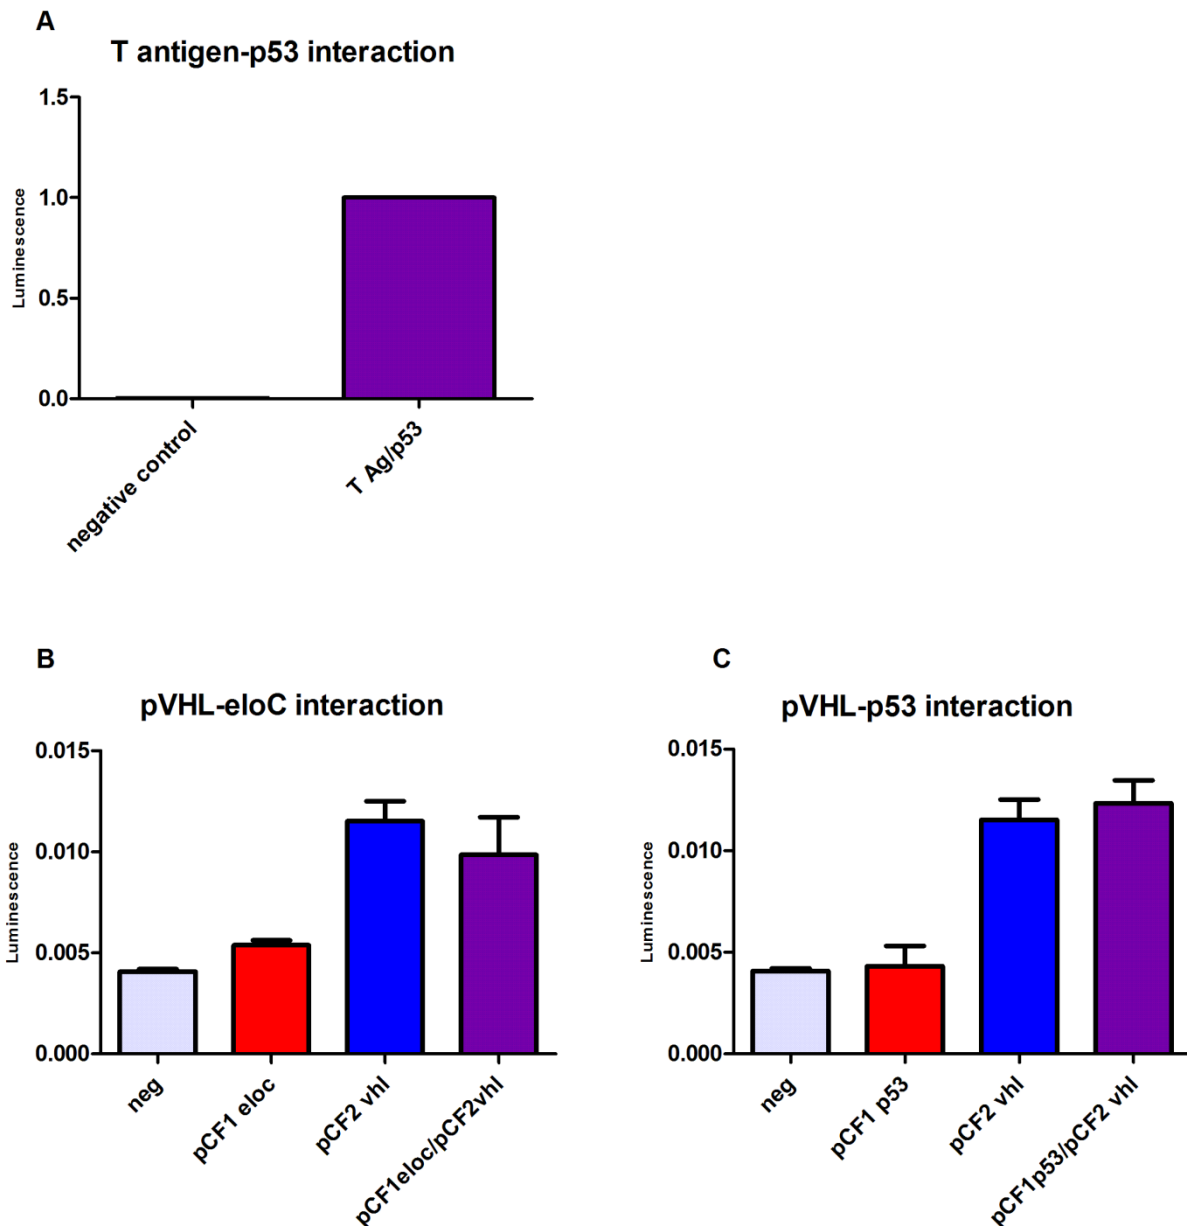 A
T antigen-p53 interaction
1.5
1.0
0.5
0.0
Luminescence
negative control
T Ag/p53
B
pVHL-eloC interaction
0.015
0.010
0.005
0.000
Luminescence
neg
pCF1 eloc
pCF2 vhl
pCF1eloc/pCF2vhl
C
pVHL-p53 interaction
0.015
0.010
0.005
0.000
Luminescence
neg
pCF1 p53
pCF2 vhl
pCF1p53/pCF2 vhl